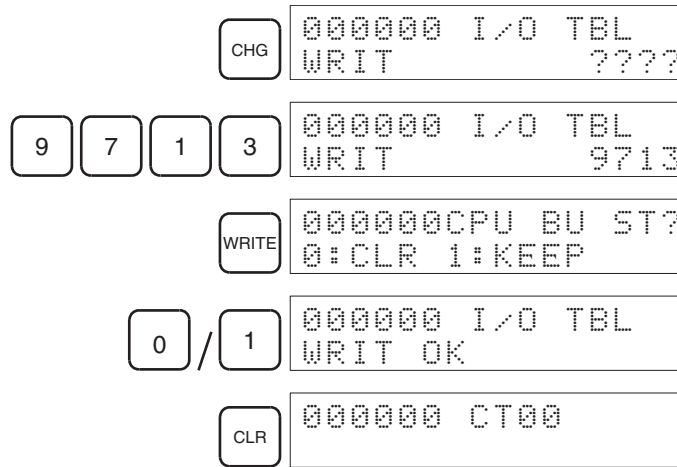 CHG
000000 I/O TBL
WRIT ????
9 7 1 3
000000 I/O TBL
WRIT 9713
WRITE
000000CPU BU ST?
0:CLR 1:KEEP
0 / 1
000000 I/O TBL
WRIT OK
CLR
000000 CT00